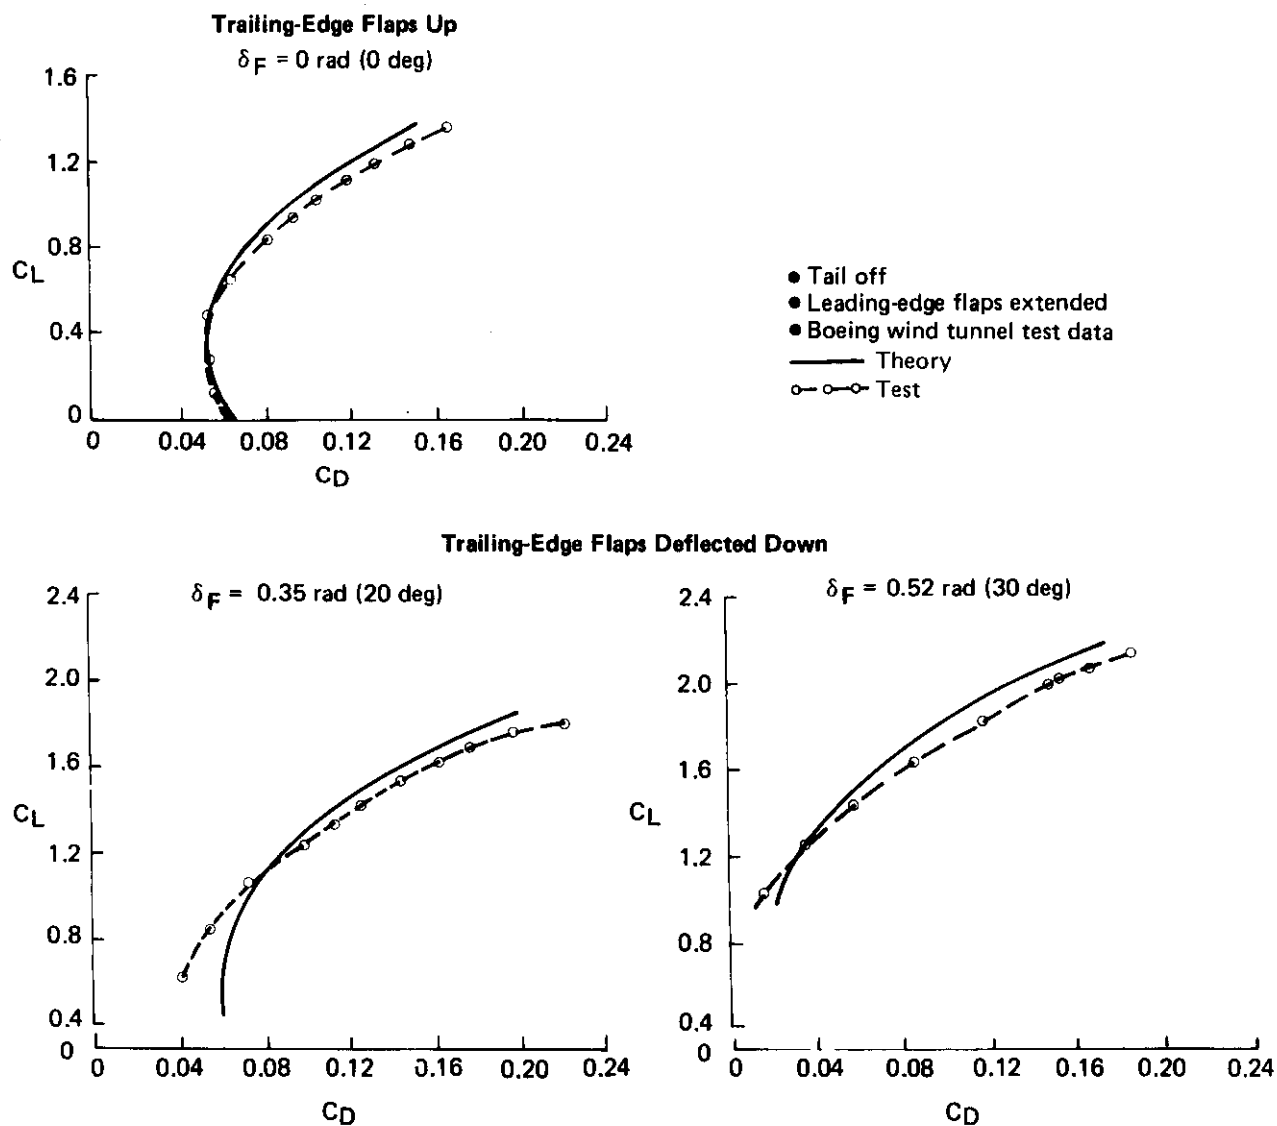 Trailing-Edge Flaps Up
δF = 0 rad (0 deg)
1.6
1.2
0.8
CL
0.4
0
0 0.04 0.08 0.12 0.16 0.20 0.24
CD
● Tail off
● Leading-edge flaps extended
● Boeing wind tunnel test data
Theory
Test
Trailing-Edge Flaps Deflected Down
δF = 0.35 rad (20 deg)
2.4
2.0
1.6
CL
1.2
0.8
0.4
0
0 0.04 0.08 0.12 0.16 0.20 0.24
CD
δF = 0.52 rad (30 deg)
2.4
2.0
1.6
CL
1.2
0.8
0.4
0
0 0.04 0.08 0.12 0.16 0.20 0.24
CD